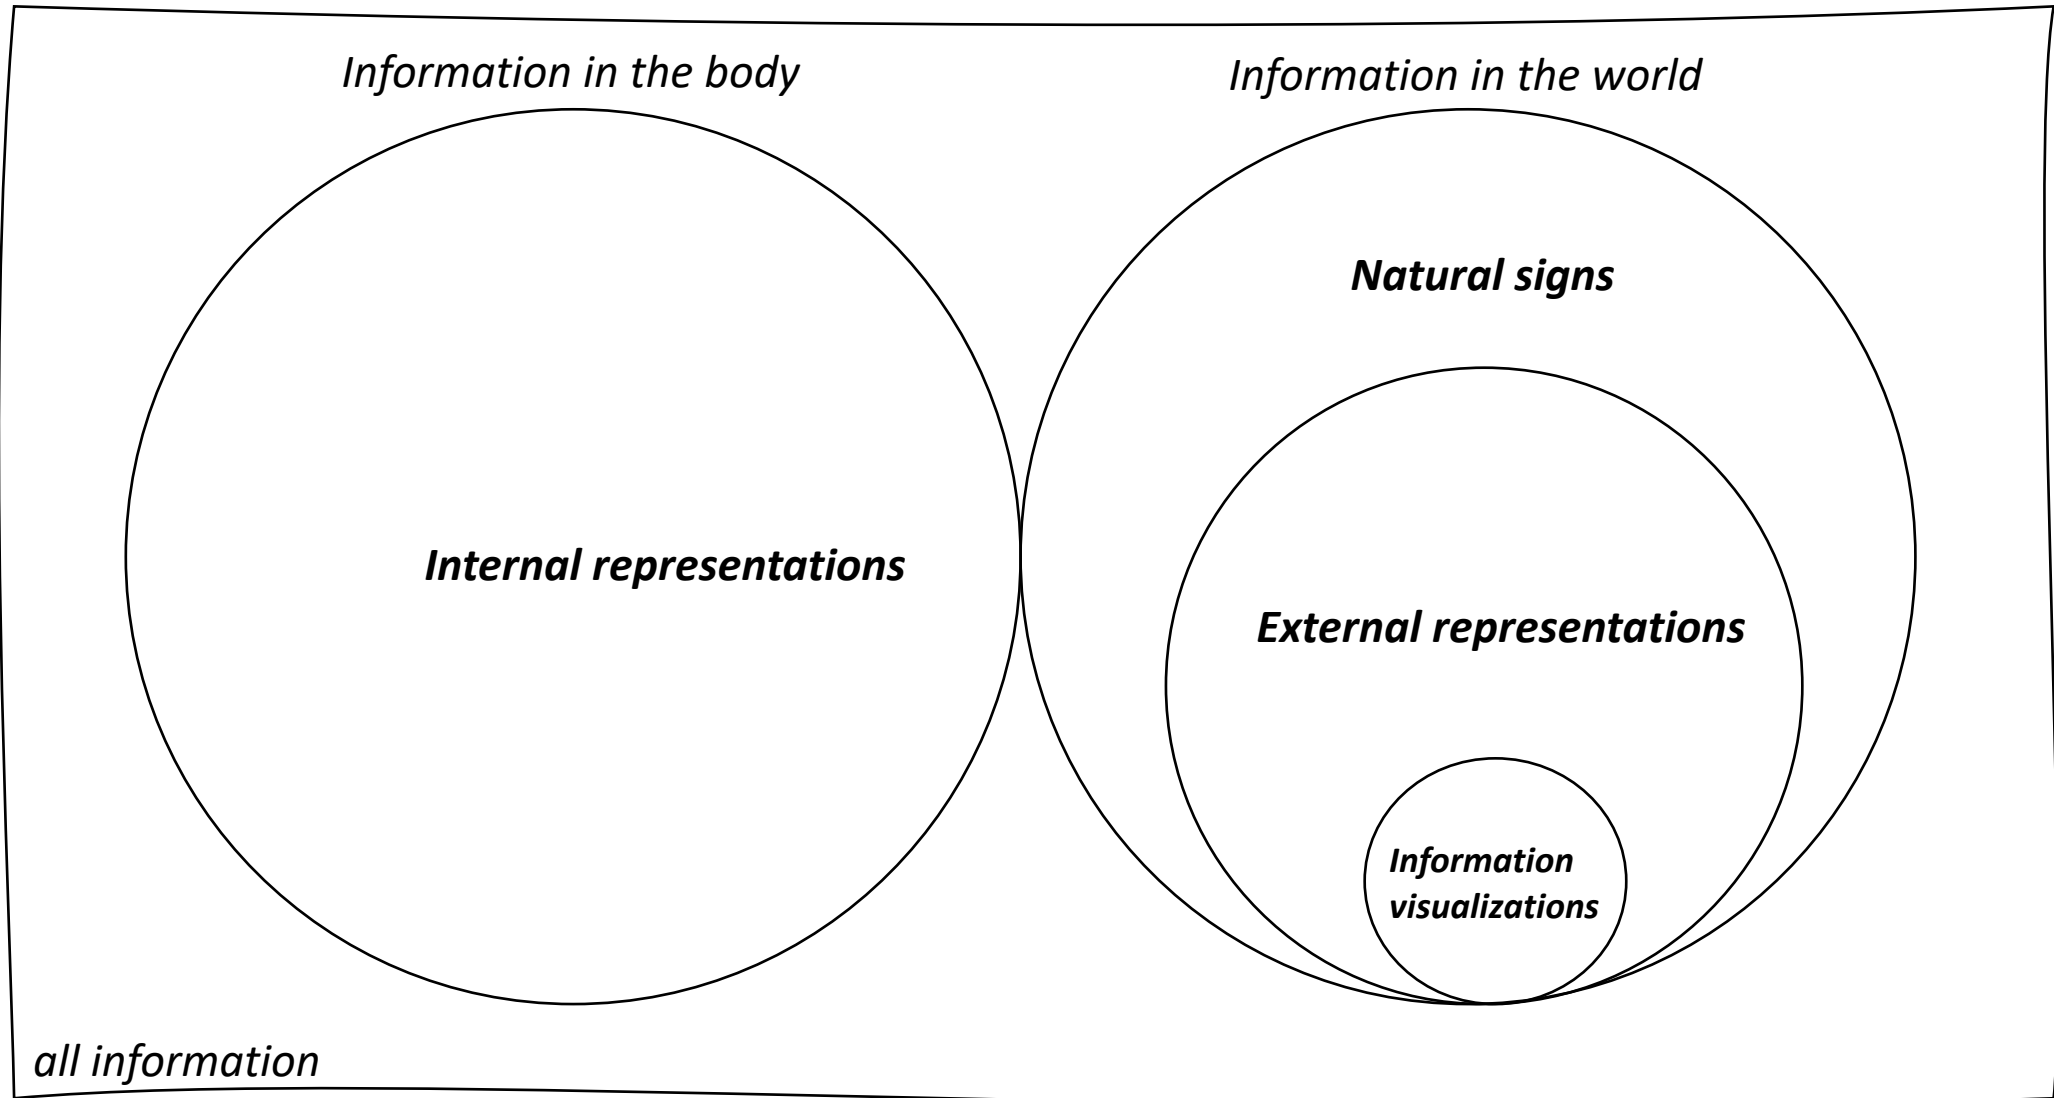 Information in the body
Information in the world
Natural signs
Internal representations
External representations
Information
visualizations
all information